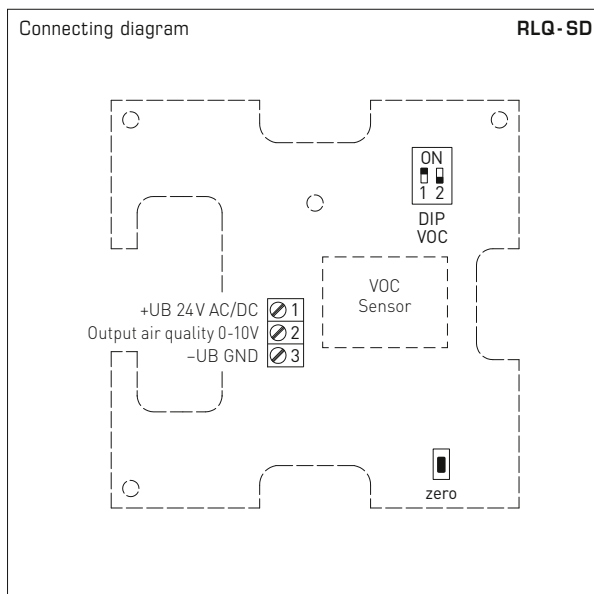 Connecting diagram RLQ-SD
ON
1 2
DIP
VOC
VOC
Sensor
+UB 24V AC/DC 1
Output air quality 0-10V 2
–UB GND 3
zero